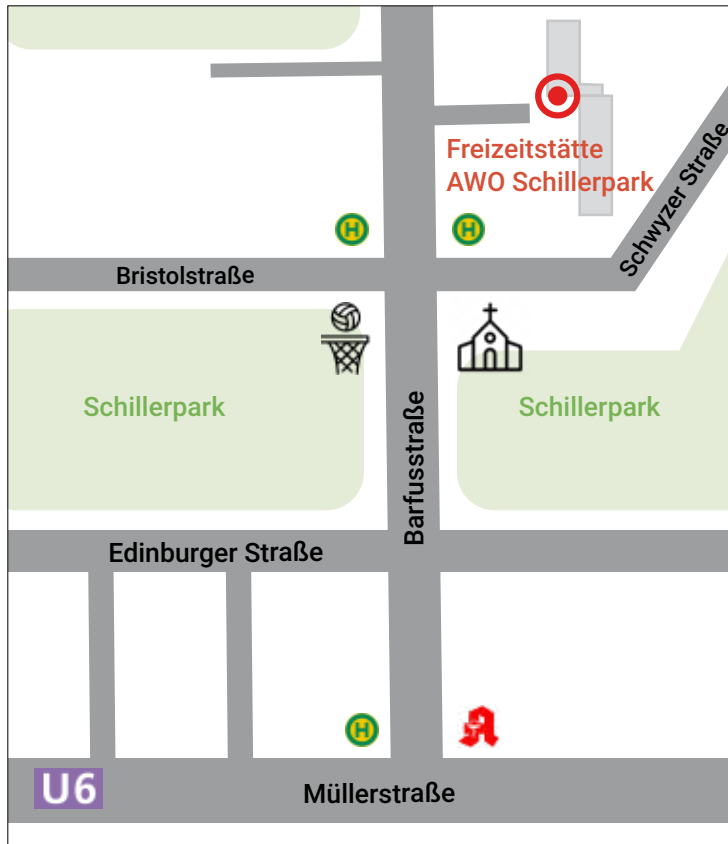 Freizeitstätte
AWO Schillerpark
Schwyzer Straße
H
H
Bristolstraße
Schillerpark
Schillerpark
Barfusstraße
Edinburger Straße
H
A
U6
Müllerstraße